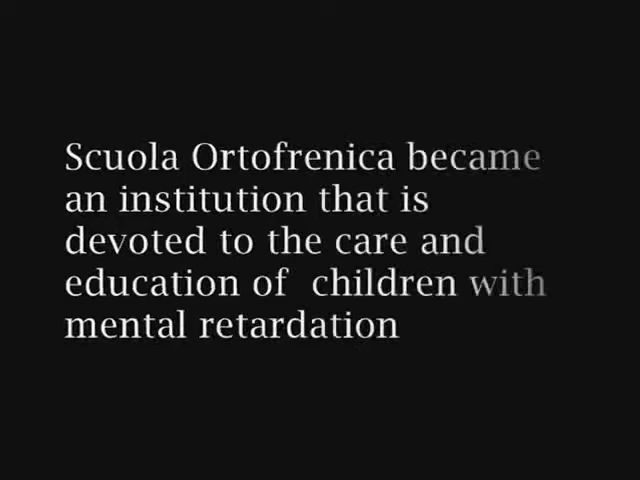 Scuola Ortofrenica became
an institution that is
devoted to the care and
education of  children with
mental retardation